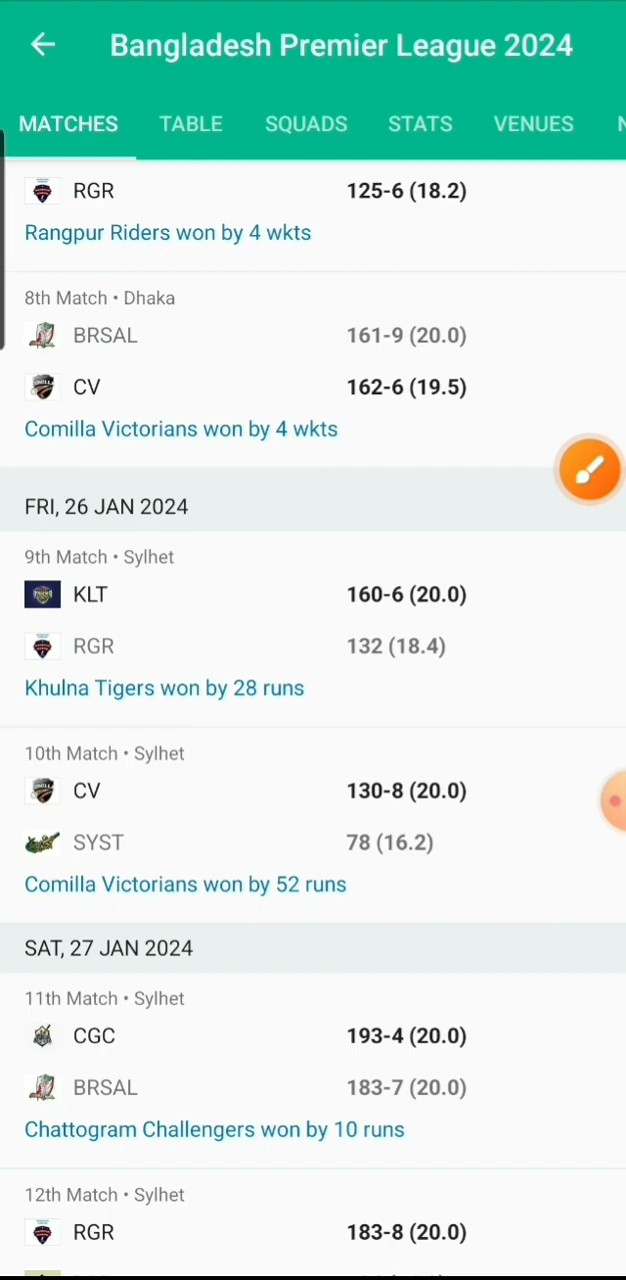 Bangladesh Premier League 2024
MATCHES TABLE SQUADS STATS VENUES N
RGR 125-6 (18.2)
Rangpur Riders won by 4 wkts
8th Match • Dhaka
BRSAL 161-9 (20.0)
CV 162-6 (19.5)
Comilla Victorians won by 4 wkts
FRI, 26 JAN 2024
9th Match • Sylhet
KLT 160-6 (20.0)
RGR 132 (18.4)
Khulna Tigers won by 28 runs
10th Match • Sylhet
CV 130-8 (20.0)
SYST 78 (16.2)
Comilla Victorians won by 52 runs
SAT, 27 JAN 2024
11th Match • Sylhet
CGC 193-4 (20.0)
BRSAL 183-7 (20.0)
Chattogram Challengers won by 10 runs
12th Match • Sylhet
RGR 183-8 (20.0)